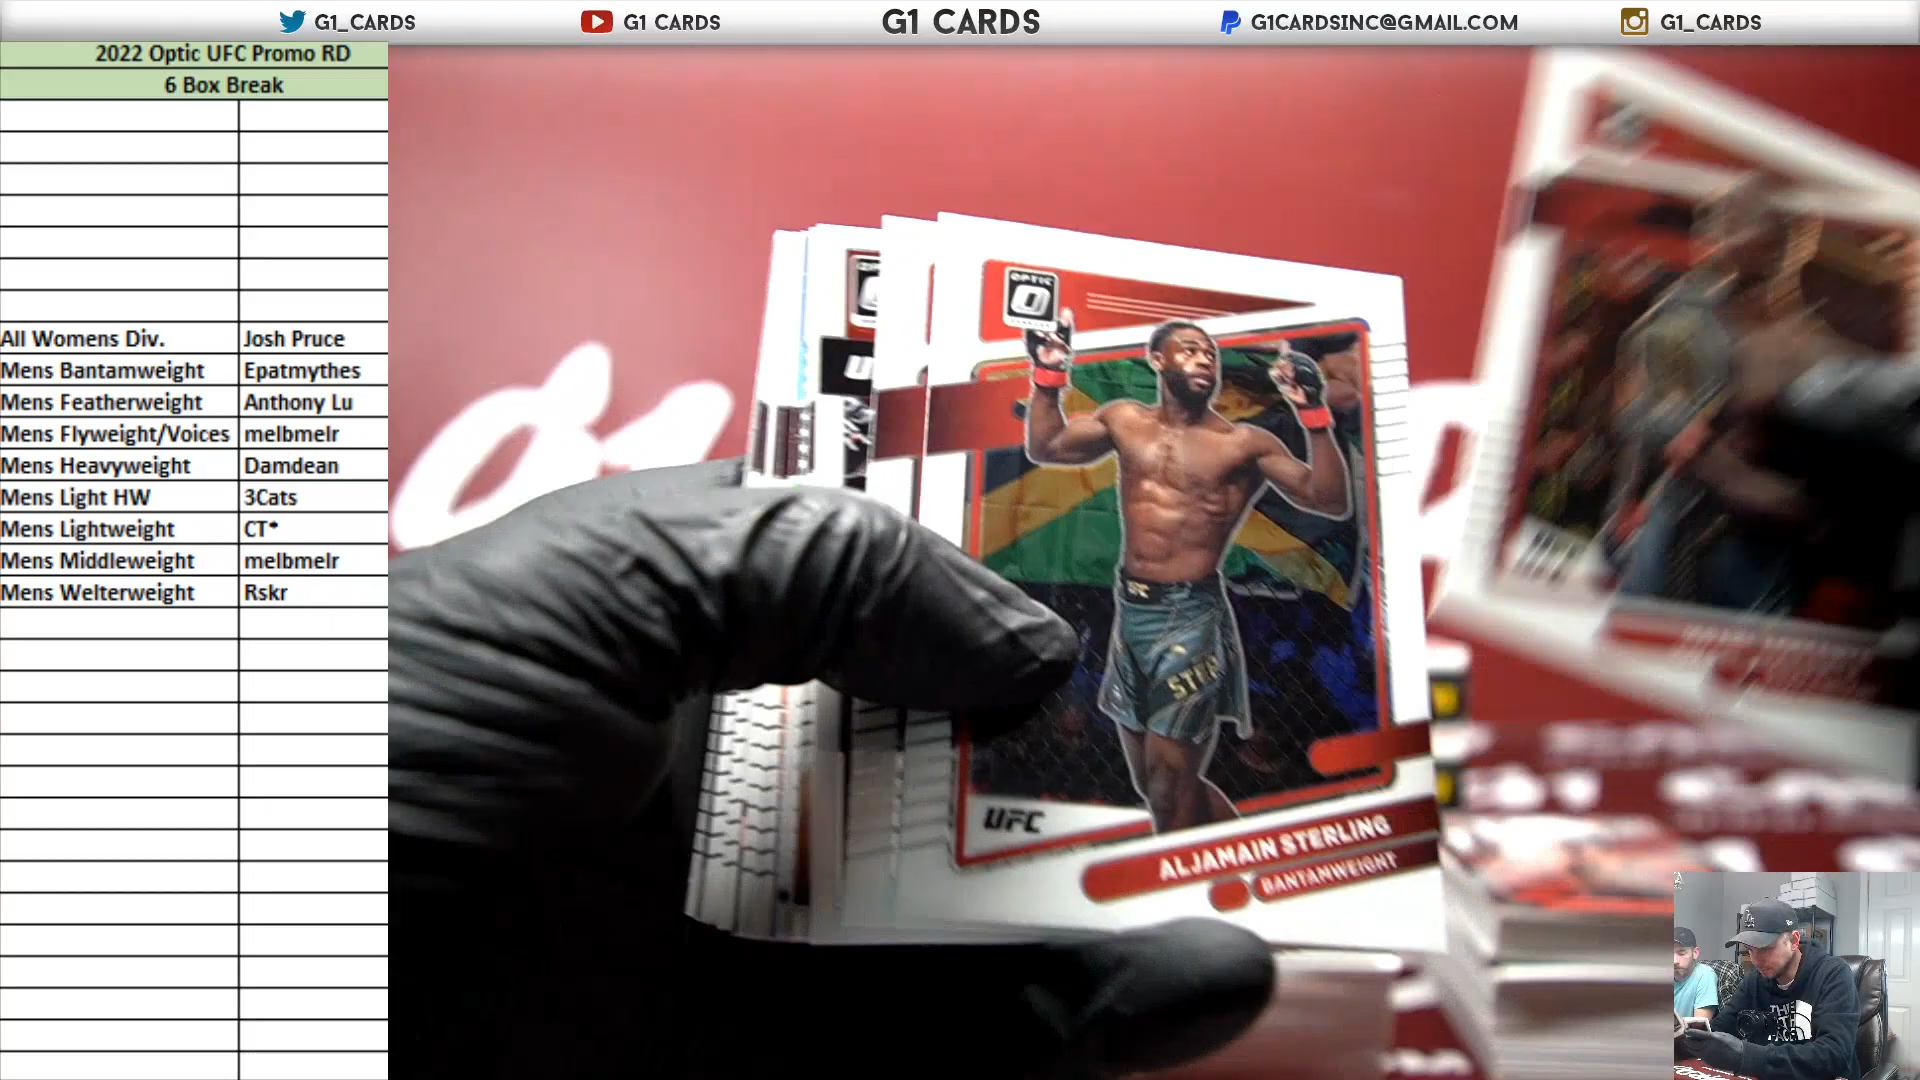 G1_CARDS
G1 CARDS
G1 CARDS
G1CARDSINC@GMAIL.COM
G1_CARDS
2022 Optic UFC Promo RD
6 Box Break
All Womens Div. Josh Pruce
Mens Bantamweight Epatmythes
Mens Featherweight Anthony Lu
Mens Flyweight/Voices melbmelr
Mens Heavyweight Damdean
Mens Light HW 3Cats
Mens Lightweight CT*
Mens Middleweight melbmelr
Mens Welterweight Rskr
OPTIC
UFC
ALJAMAIN STERLING
BANTAMWEIGHT